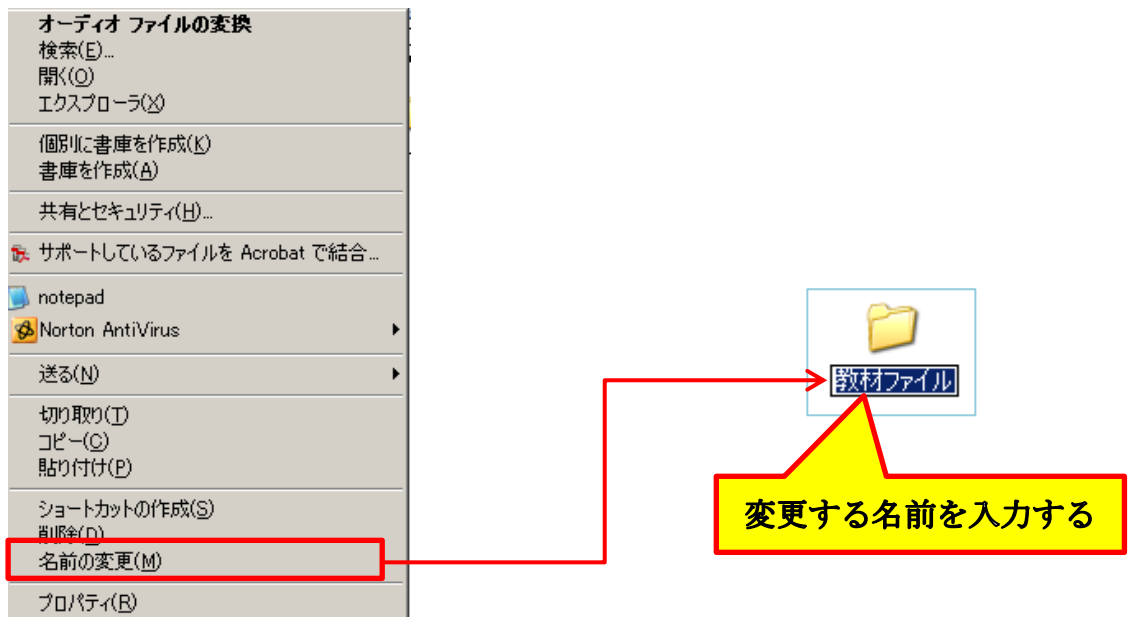 オーディオ ファイルの変換
検索(E)...
開く(O)
エクスプローラ(X)
個別に書庫を作成(K)
書庫を作成(A)
共有とセキュリティ(H)...
サポートしているファイルを Acrobat で結合...
notepad
Norton AntiVirus
送る(N)
切り取り(T)
コピー(C)
貼り付け(P)
ショートカットの作成(S)
削除(D)
名前の変更(M)
プロパティ(R)
教材ファイル
変更する名前を入力する